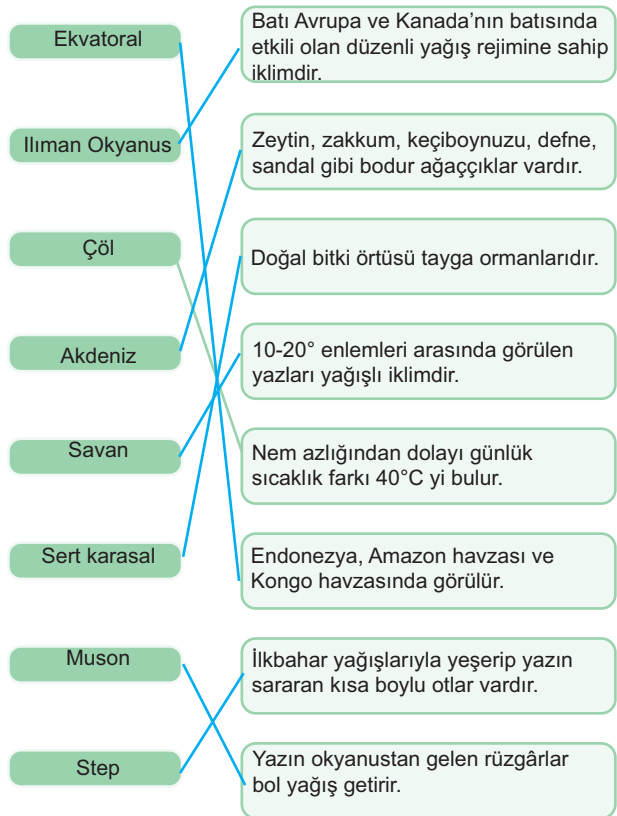 Ekvatoral
Batı Avrupa ve Kanada’nın batısında
etkili olan düzenli yağış rejimine sahip
iklimdir.
Ilıman Okyanus
Zeytin, zakkum, keçiboynuzu, defne,
sandal gibi bodur ağaççıklar vardır.
Çöl
Doğal bitki örtüsü tayga ormanlarıdır.
Akdeniz
10-20° enlemleri arasında görülen
yazları yağışlı iklimdir.
Savan
Nem azlığından dolayı günlük
sıcaklık farkı 40°C yi bulur.
Sert karasal
Endonezya, Amazon havzası ve
Kongo havzasında görülür.
Muson
İlkbahar yağışlarıyla yeşerip yazın
sararan kısa boylu otlar vardır.
Step
Yazın okyanustan gelen rüzgârlar
bol yağış getirir.